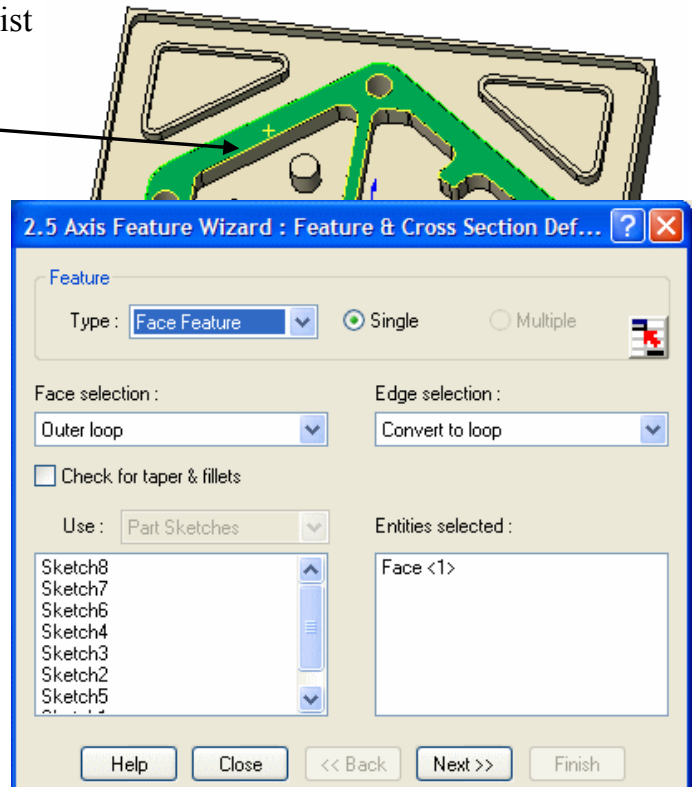 ist
2.5 Axis Feature Wizard : Feature & Cross Section Def...
Feature
Type : Face Feature Single Multiple
Face selection : Edge selection :
Outer loop Convert to loop
Check for taper & fillets
Use : Part Sketches Entities selected :
Sketch8 Face <1>
Sketch7
Sketch6
Sketch4
Sketch3
Sketch2
Sketch5
Help Close << Back Next >> Finish